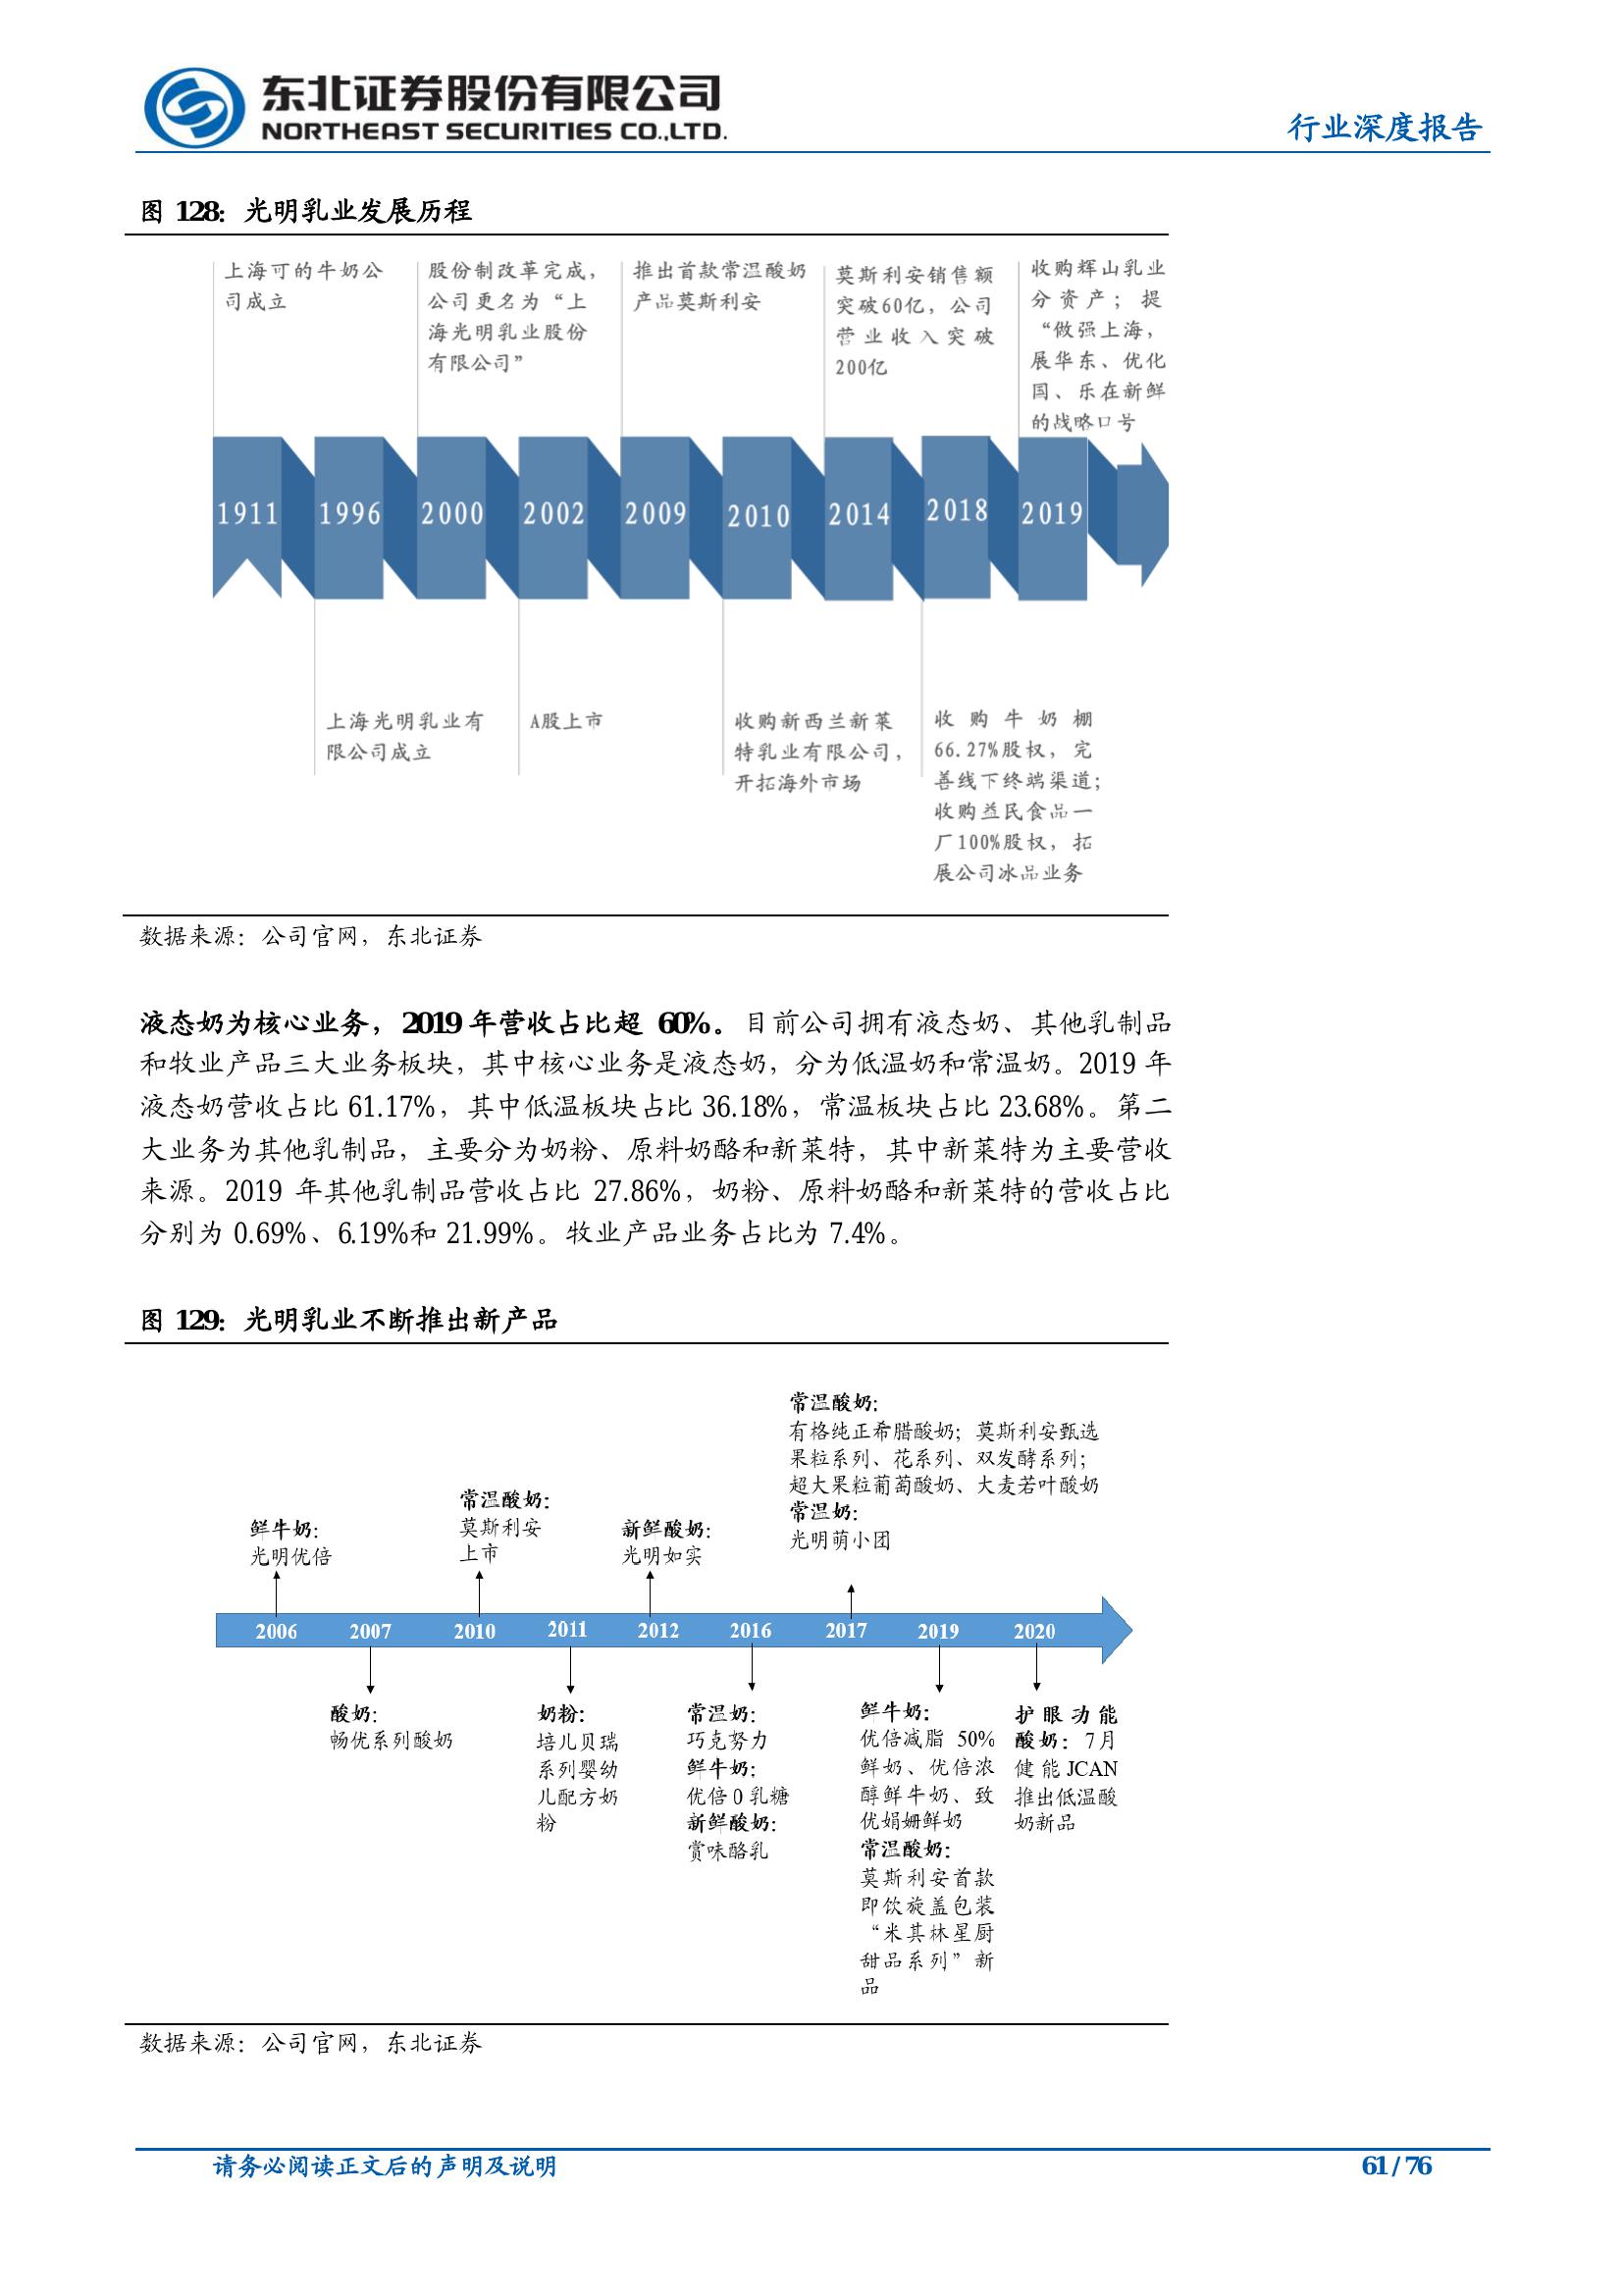 东北证券股份有限公司
NORTHEAST SECURITIES CO.,LTD.
行业深度报告
图 128：光明乳业发展历程
上海可的牛奶公
司成立
股份制改革完成，
公司更名为“上
海光明乳业股份
有限公司”
推出首款常温酸奶
产品莫斯利安
莫斯利安销售额
突破60亿，公司
营业收入突破
200亿
收购辉山乳业
分资产；提
“做强上海，
展华东、优化
国、乐在新鲜
的战略口号
1911 1996 2000 2002 2009 2010 2014 2018 2019
上海光明乳业有
限公司成立
A股上市
收购新西兰新莱
特乳业有限公司，
开拓海外市场
收购牛奶棚
66.27%股权，完
善线下终端渠道；
收购益民食品一
厂100%股权，拓
展公司冰品业务
数据来源：公司官网，东北证券
液态奶为核心业务，2019 年营收占比超 60%。目前公司拥有液态奶、其他乳制品
和牧业产品三大业务板块，其中核心业务是液态奶，分为低温奶和常温奶。2019 年
液态奶营收占比 61.17%，其中低温板块占比 36.18%，常温板块占比 23.68%。第二
大业务为其他乳制品，主要分为奶粉、原料奶酪和新莱特，其中新莱特为主要营收
来源。2019 年其他乳制品营收占比 27.86%，奶粉、原料奶酪和新莱特的营收占比
分别为 0.69%、6.19%和 21.99%。牧业产品业务占比为 7.4%。
图 129：光明乳业不断推出新产品
鲜牛奶：
光明优倍
常温酸奶：
莫斯利安
上市
新鲜酸奶：
光明如实
常温酸奶：
有格纯正希腊酸奶；莫斯利安甄选
果粒系列、花系列、双发酵系列；
超大果粒葡萄酸奶、大麦若叶酸奶
常温奶：
光明萌小团
2006 2007 2010 2011 2012 2016 2017 2019 2020
酸奶：
畅优系列酸奶
奶粉：
培儿贝瑞
系列婴幼
儿配方奶
粉
常温奶：
巧克努力
鲜牛奶：
优倍 0 乳糖
新鲜酸奶：
赏味酪乳
鲜牛奶：
优倍减脂 50%
鲜奶、优倍浓
醇鲜牛奶、致
优娟姗鲜奶
常温酸奶：
莫斯利安首款
即饮旋盖包装
“米其林星厨
甜品系列”新
品
护眼功能
酸奶：7月
健能 JCAN
推出低温酸
奶新品
数据来源：公司官网，东北证券
请务必阅读正文后的声明及说明
61 / 76